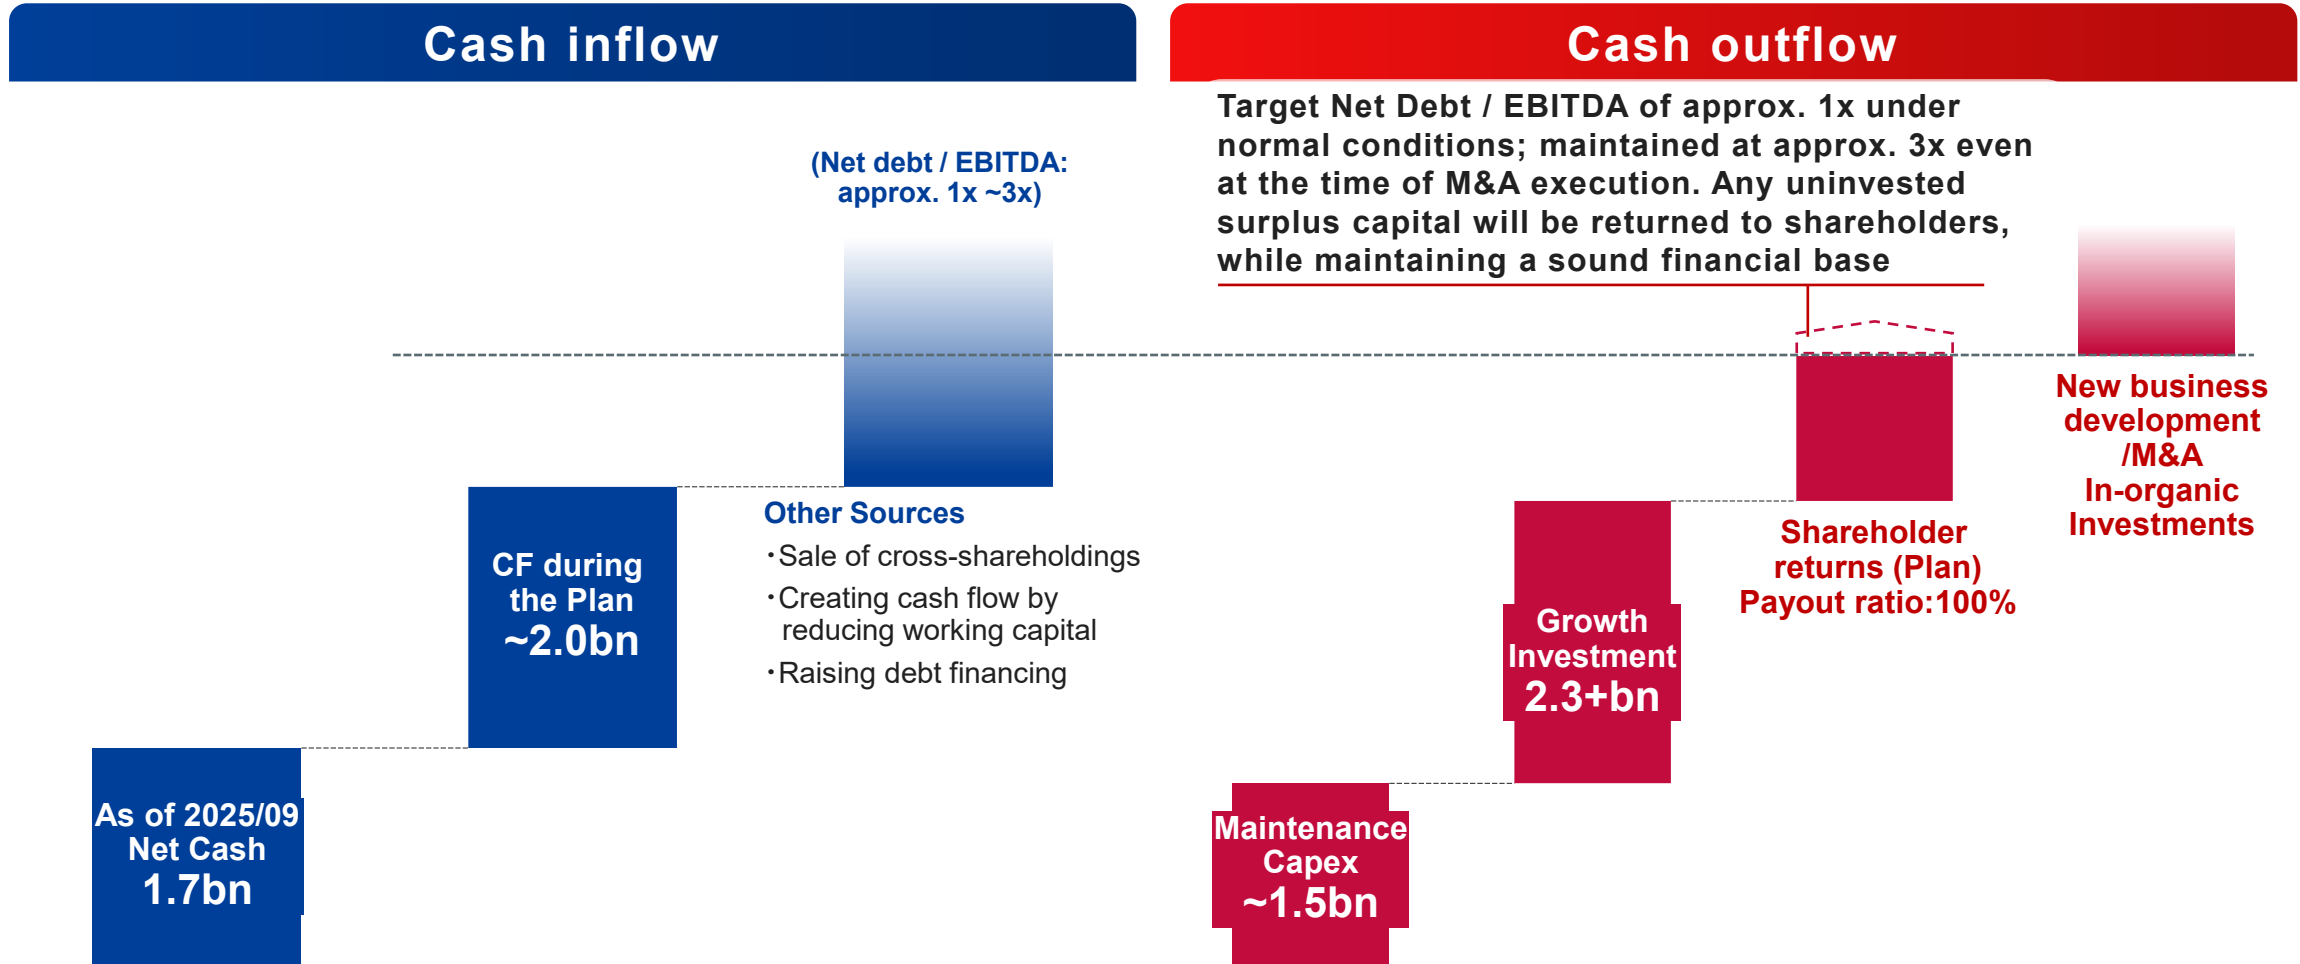 Cash inflow
(Net debt / EBITDA:
approx. 1x ~3x)
CF during
the Plan
~2.0bn
As of 2025/09
Net Cash
1.7bn
Other Sources
・Sale of cross-shareholdings
・Creating cash flow by
reducing working capital
・Raising debt financing
Cash outflow
Target Net Debt / EBITDA of approx. 1x under
normal conditions; maintained at approx. 3x even
at the time of M&A execution. Any uninvested
surplus capital will be returned to shareholders,
while maintaining a sound financial base
Maintenance
Capex
~1.5bn
Growth
Investment
2.3+bn
Shareholder
returns (Plan)
Payout ratio:100%
New business
development
/M&A
In-organic
Investments